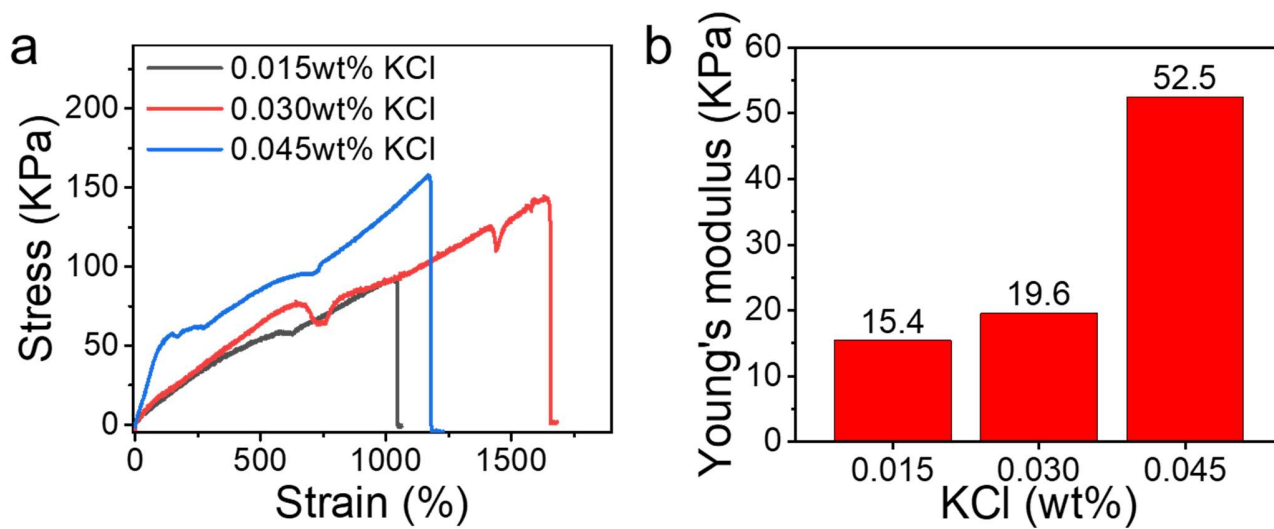 a
0.015wt% KCl
0.030wt% KCl
0.045wt% KCl
Stress (KPa)
200
150
100
50
0
0
500
1000
1500
Strain (%)
b
Young's modulus (KPa)
60
50
40
30
20
10
0
15.4
19.6
52.5
0.015
0.030
0.045
KCl (wt%)